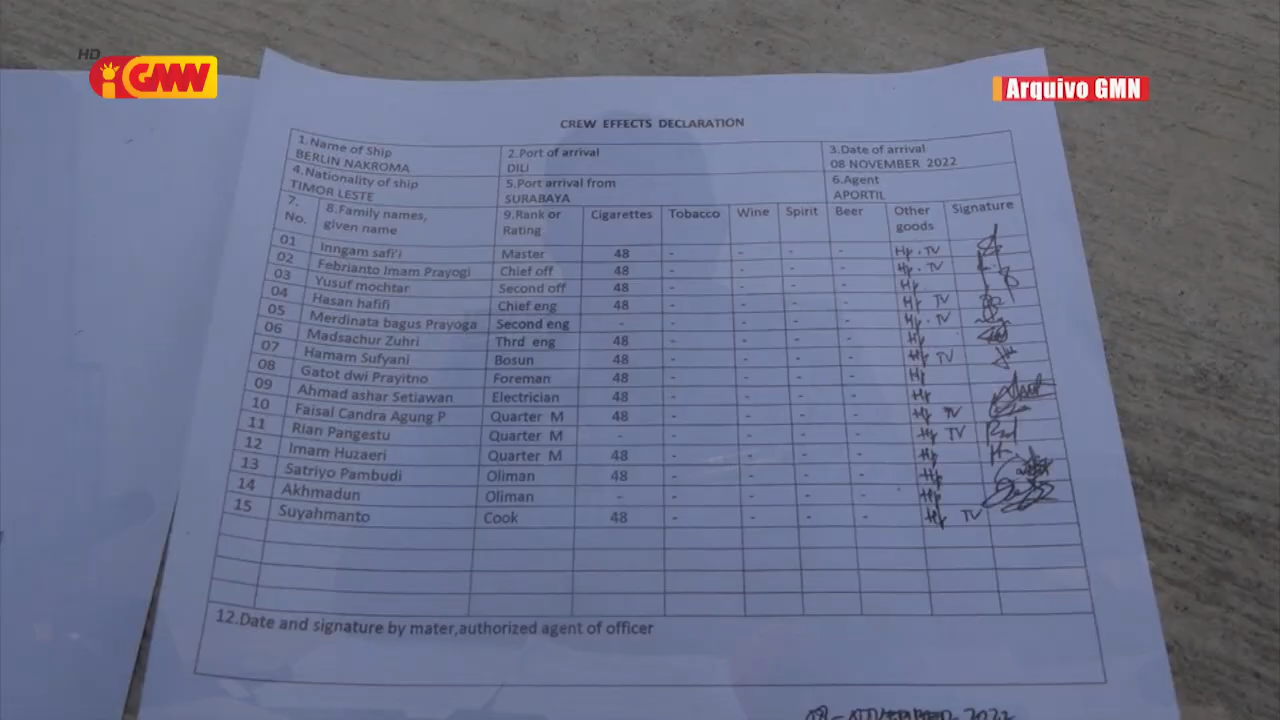 HD
GMN
Arquivo GMN
CREW EFFECTS DECLARATION
1.Name of Ship
BERLIN NAKROMA
2.Port of arrival
DILI
3.Date of arrival
08 NOVEMBER 2022
4.Nationality of ship
TIMOR LESTE
5.Port arrival from
SURABAYA
6.Agent
APORTIL
7.
No.
8.Family names,
given name
9.Rank or
Rating
Cigarettes
Tobacco
Wine
Spirit
Beer
Other
goods
Signature
01 Inngam safi'i Master 48 - - - - Hp . TV
02 Febrianto Imam Prayogi Chief off 48 - - - - Hp . TV
03 Yusuf mochtar Second off 48 - - - - Hp
04 Hasan hafifi Chief eng 48 - - - - Hp TV
05 Merdinata bagus Prayoga Second eng - - - - - Hp . TV
06 Madsachur Zuhri Thrd eng 48 - - - - Hp
07 Hamam Sufyani Bosun 48 - - - - Hp TV
08 Gatot dwi Prayitno Foreman 48 - - - - Hp
09 Ahmad ashar Setiawan Electrician 48 - - - - Hp
10 Faisal Candra Agung P Quarter M 48 - - - - Hp TV
11 Rian Pangestu Quarter M - - - - - Hp TV
12 Imam Huzaeri Quarter M 48 - - - - Hp
13 Satriyo Pambudi Oliman 48 - - - - Hp
14 Akhmadun Oliman - - - - - Hp
15 Suyahmanto Cook 48 - - - - Hp TV
12.Date and signature by mater,authorized agent of officer